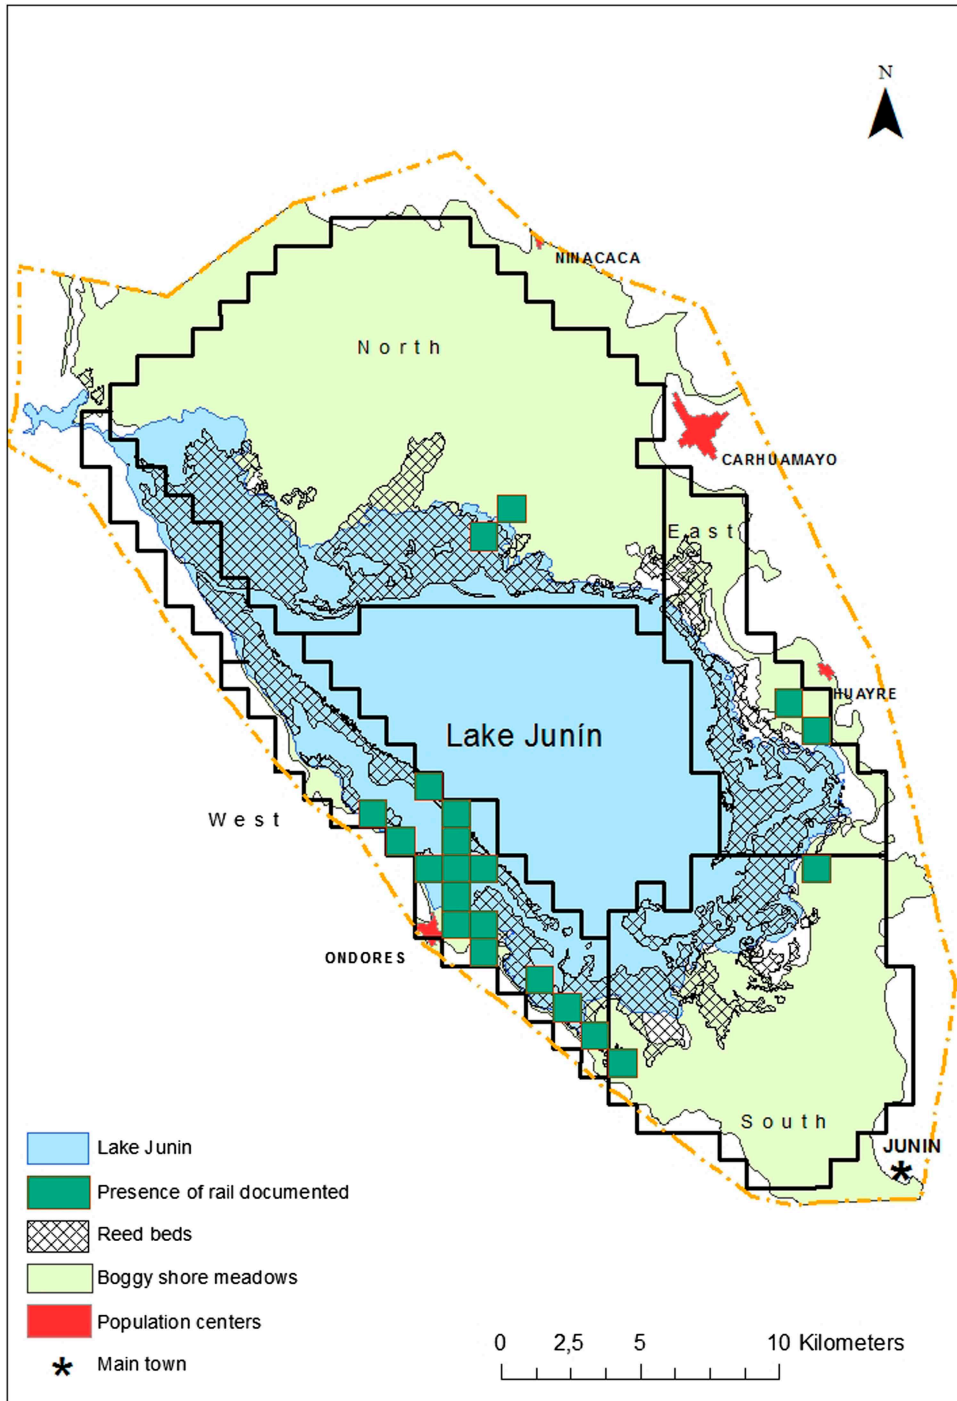 N
NINACACA
North
CARHUAMAYO
East
HUAYRE
Lake Junín
West
ONDORES
South
JUNIN
*
Lake Junin
Presence of rail documented
Reed beds
Boggy shore meadows
Population centers
* Main town
0 2,5 5 10 Kilometers